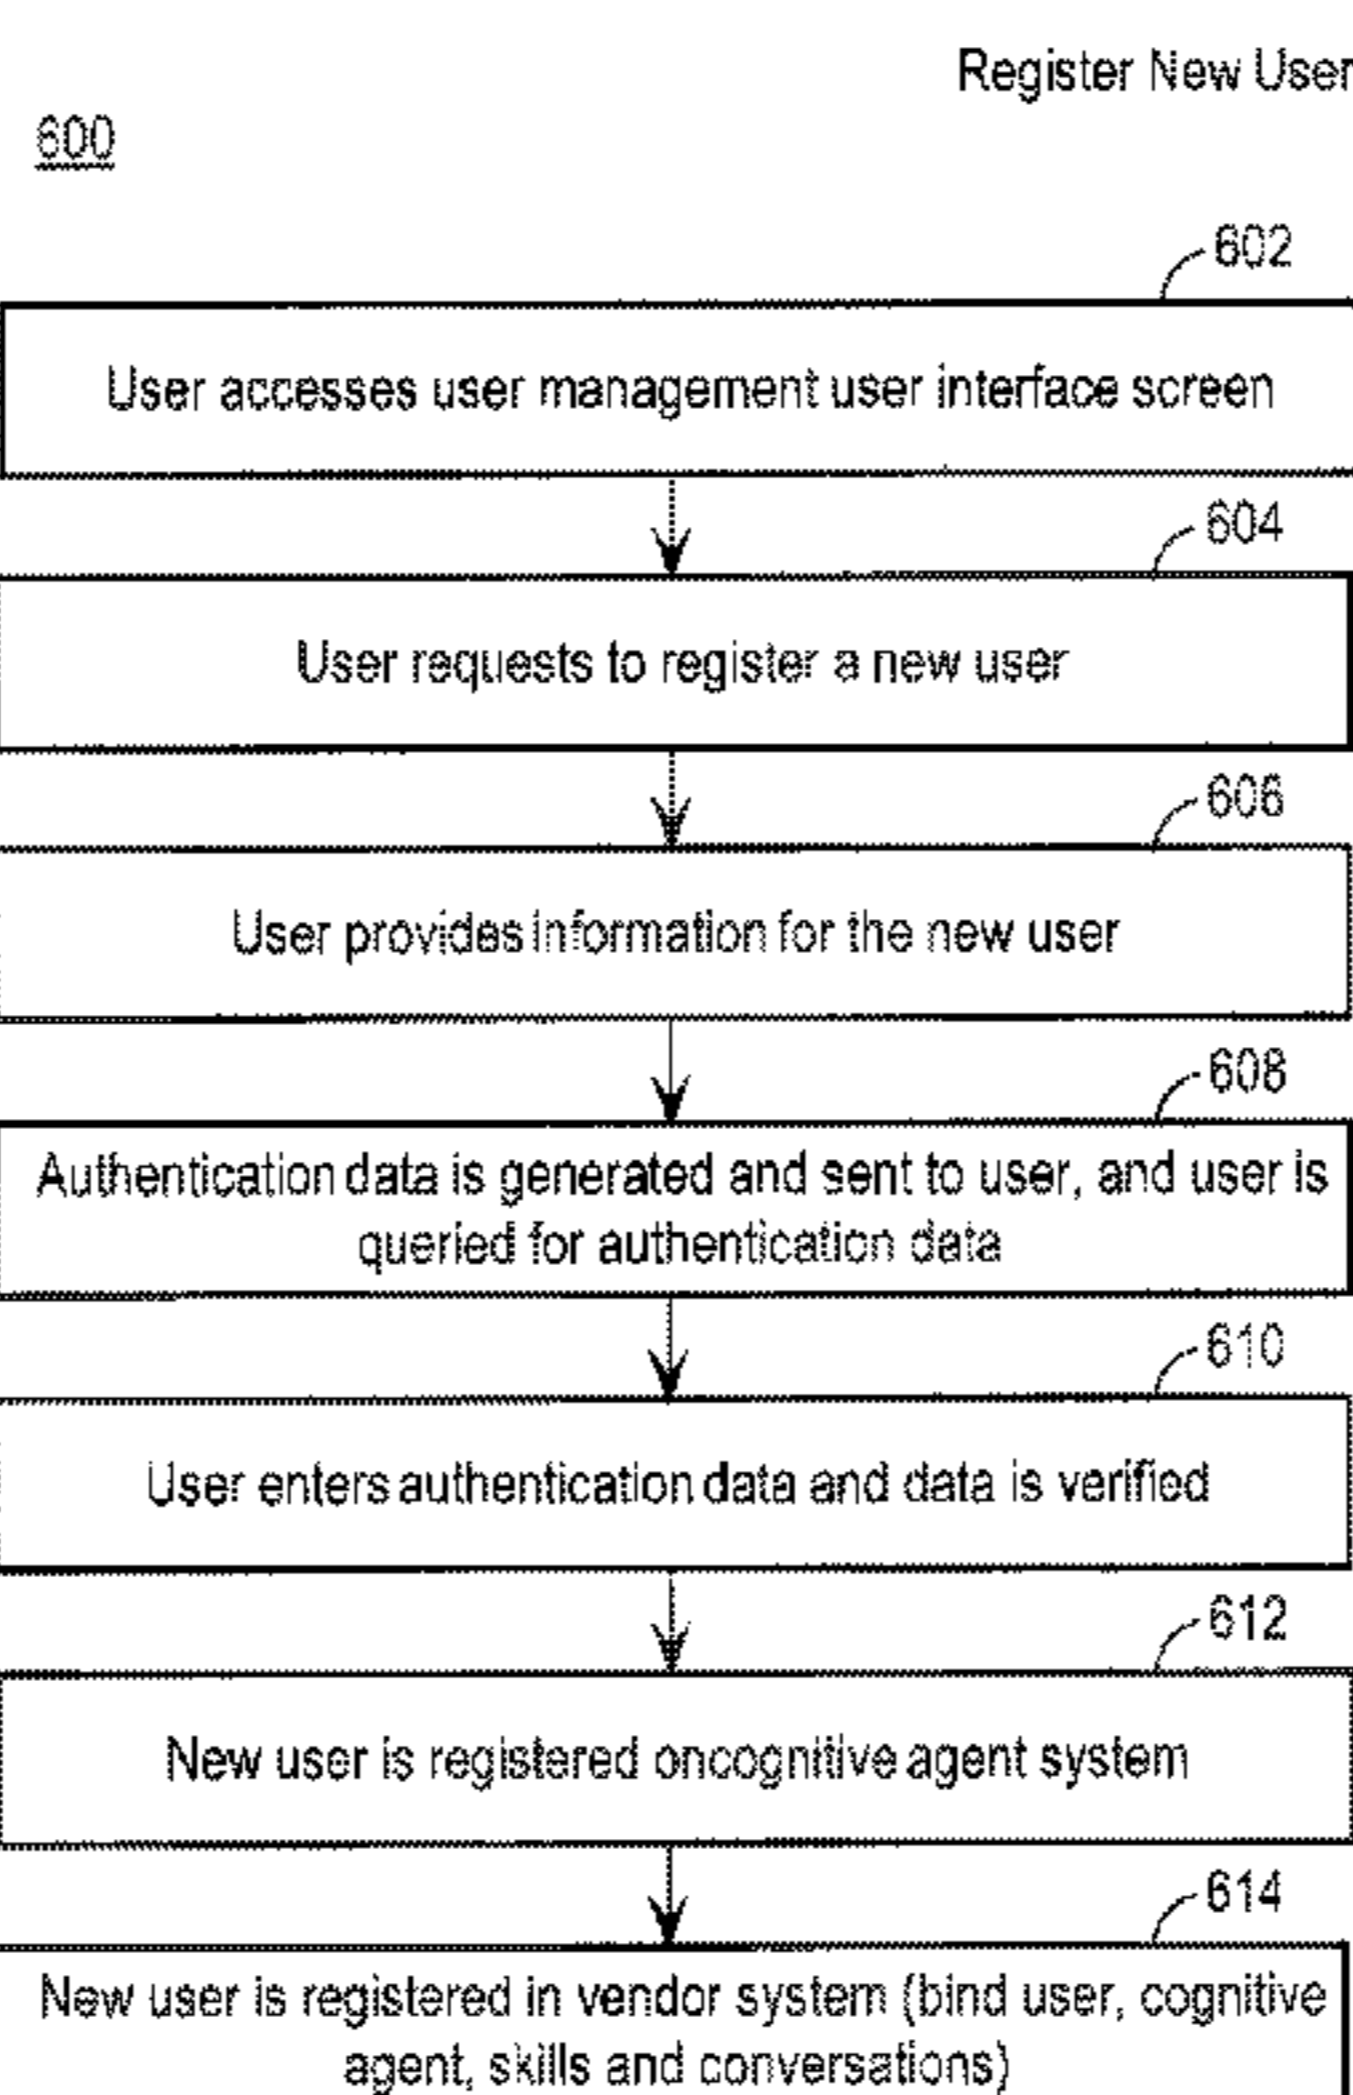 Register New User
600
602
User accesses user management user interface screen
604
User requests to register a new user
606
User provides information for the new user
608
Authentication data is generated and sent to user, and user is
queried for authentication data
610
User enters authentication data and data is verified
612
New user is registered oncognitive agent system
614
New user is registered in vendor system (bind user, cognitive
agent, skills and conversations)